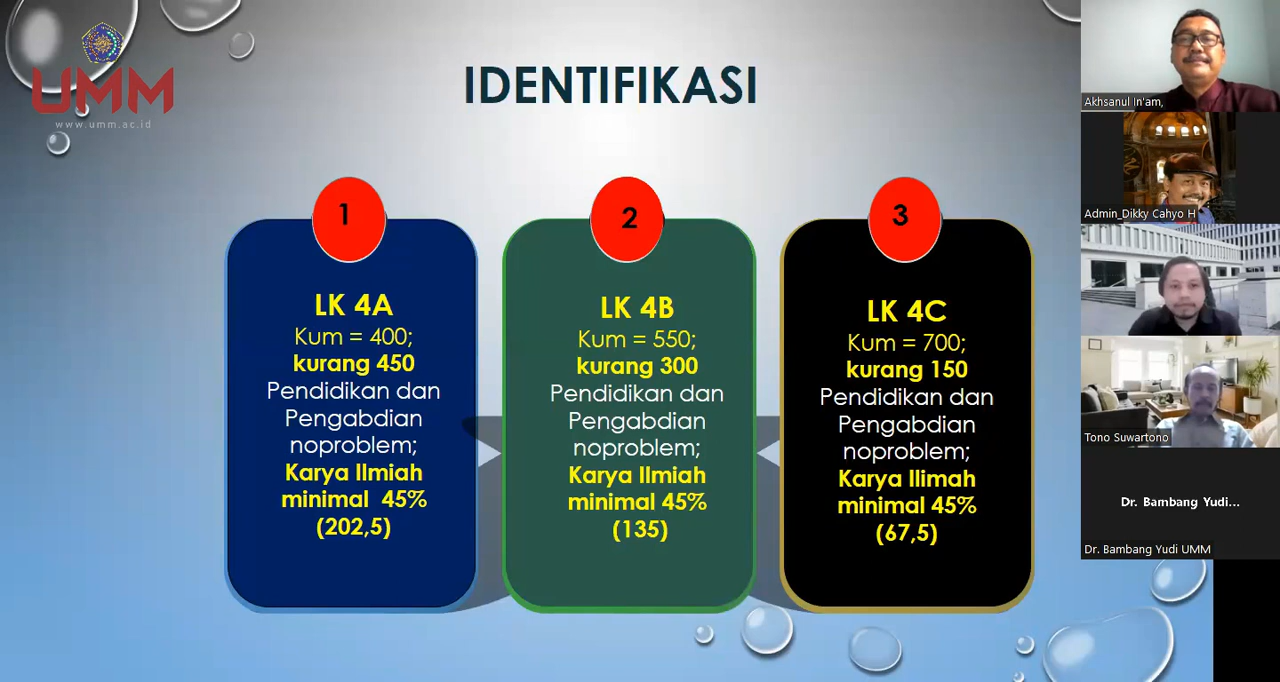 UMM
www.umm.ac.id
IDENTIFIKASI
1
LK 4A
Kum = 400;
kurang 450
Pendidikan dan
Pengabdian
noproblem;
Karya Ilmiah
minimal 45%
(202,5)
2
LK 4B
Kum = 550;
kurang 300
Pendidikan dan
Pengabdian
noproblem;
Karya Ilmiah
minimal 45%
(135)
3
LK 4C
Kum = 700;
kurang 150
Pendidikan dan
Pengabdian
noproblem;
Karya Ilimah
minimal 45%
(67,5)
Akhsanul In'am,
Admin_Dikky Cahyo H
Tono Suwartono
Dr. Bambang Yudi...
Dr. Bambang Yudi UMM